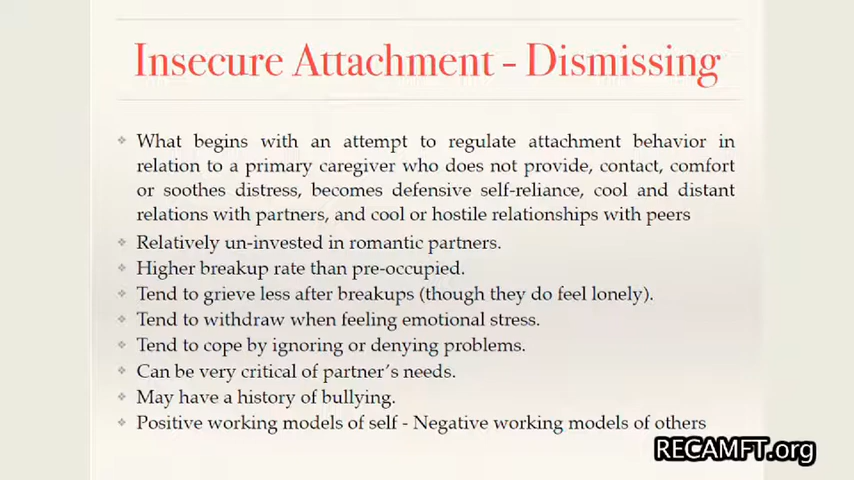 Insecure Attachment - Dismissing
What begins with an attempt to regulate attachment behavior in
relation to a primary caregiver who does not provide, contact, comfort
or soothes distress, becomes defensive self-reliance, cool and distant
relations with partners, and cool or hostile relationships with peers
Relatively un-invested in romantic partners.
Higher breakup rate than pre-occupied.
Tend to grieve less after breakups (though they do feel lonely).
Tend to withdraw when feeling emotional stress.
Tend to cope by ignoring or denying problems.
Can be very critical of partner's needs.
May have a history of bullying.
Positive working models of self - Negative working models of others
RECAMFT.org